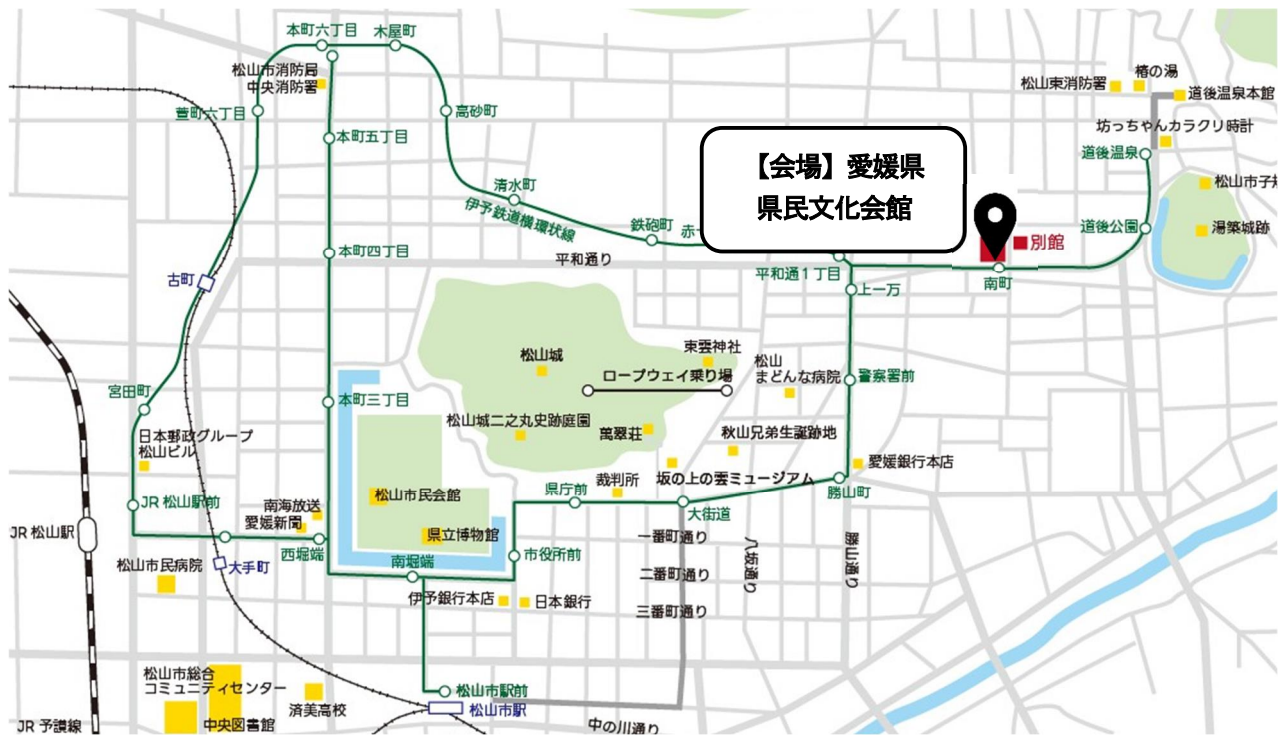 本町六丁目
木屋町
松山市消防局
中央消防署
萱町六丁目
高砂町
本町五丁目
松山東消防署
椿の湯
道後温泉本館
坊っちゃんカラクリ時計
道後温泉
松山市子規
清水町
伊予鉄道横環状線
鉄砲町
【会場】愛媛県
県民文化会館
道後公園
湯築城跡
別館
本町四丁目
平和通り
平和通1丁目
南町
古町
上一万
松山城
東雲神社
ロープウェイ乗り場
松山
まどんな病院
警察署前
宮田町
本町三丁目
日本郵政グループ
松山ビル
松山城二之丸史跡庭園
萬翠荘
秋山兄弟生誕跡地
愛媛銀行本店
裁判所
坂の上の雲ミュージアム
県庁前
勝山町
松山市民会館
JR 松山駅前
南海放送
愛媛新聞
大街道
JR 松山駅
県立博物館
西堀端
南堀端
市役所前
一番町通り
八坂通り
勝山通り
松山市民病院
大手町
二番町通り
伊予銀行本店
日本銀行
三番町通り
松山市総合
コミュニティセンター
済美高校
松山市駅前
松山市駅
JR 予讃線
中央図書館
中の川通り